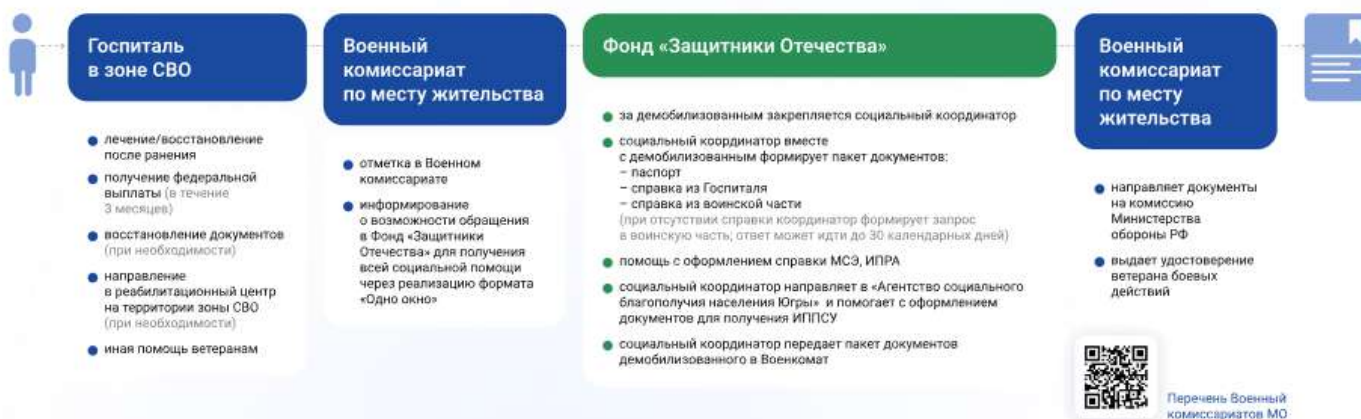 Госпиталь
в зоне СВО
лечение/восстановление
после ранения
получение федеральной
выплаты (в течение
3 месяцев)
восстановление документов
(при необходимости)
направление
в реабилитационный центр
на территории зоны СВО
(при необходимости)
иная помощь ветеранам
Военный
комиссариат
по месту жительства
отметка в Военном
комиссариате
информирование
о возможности обращения
в Фонд «Защитники
Отечества» для получения
всей социальной помощи
через реализацию формата
«Одно окно»
Фонд «Защитники Отечества»
за демобилизованным закрепляется социальный координатор
социальный координатор вместе
с демобилизованным формирует пакет документов:
– паспорт
– справка из Госпиталя
– справка из воинской части
(при отсутствии справки координатор формирует запрос
в воинскую часть; ответ может идти до 30 календарных дней)
помощь с оформлением справки МСЭ, ИПРА
социальный координатор направляет в «Агентство социального
благополучия населения Югры» и помогает с оформлением
документов для получения ИППСУ
социальный координатор передает пакет документов
демобилизованного в Военкомат
Военный
комиссариат
по месту
жительства
направляет документы
на комиссию
Министерства
обороны РФ
выдает удостоверение
ветерана боевых
действий
Перечень Военный
комиссариатов МО